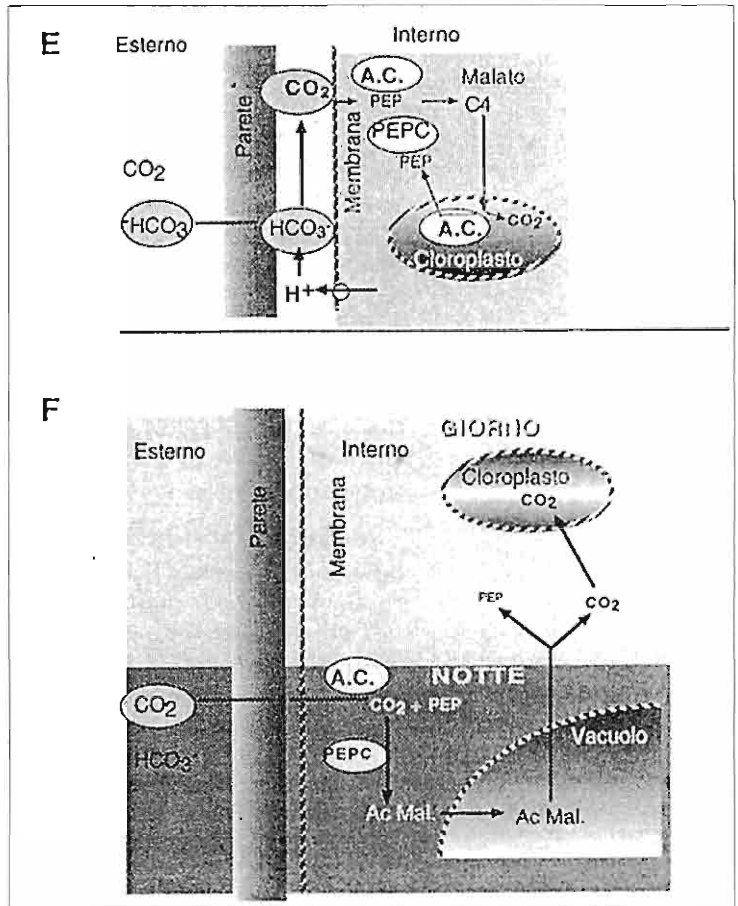 E
Esterno
Interno
Parete
CO2
Membrana
A.C.
PEP
Malato
C4
PEPC
PEP
CO2
-HCO3
HCO3-
A.C.
CO2
Cloroplasto
H+
F
Esterno
Parete
Membrana
Interno
GIORNO
Cloroplasto
CO2
PEP
CO2
NOTTE
A.C.
CO2
CO2 + PEP
HCO3-
PEPC
Vacuolo
Ac Mal.
Ac Mal.